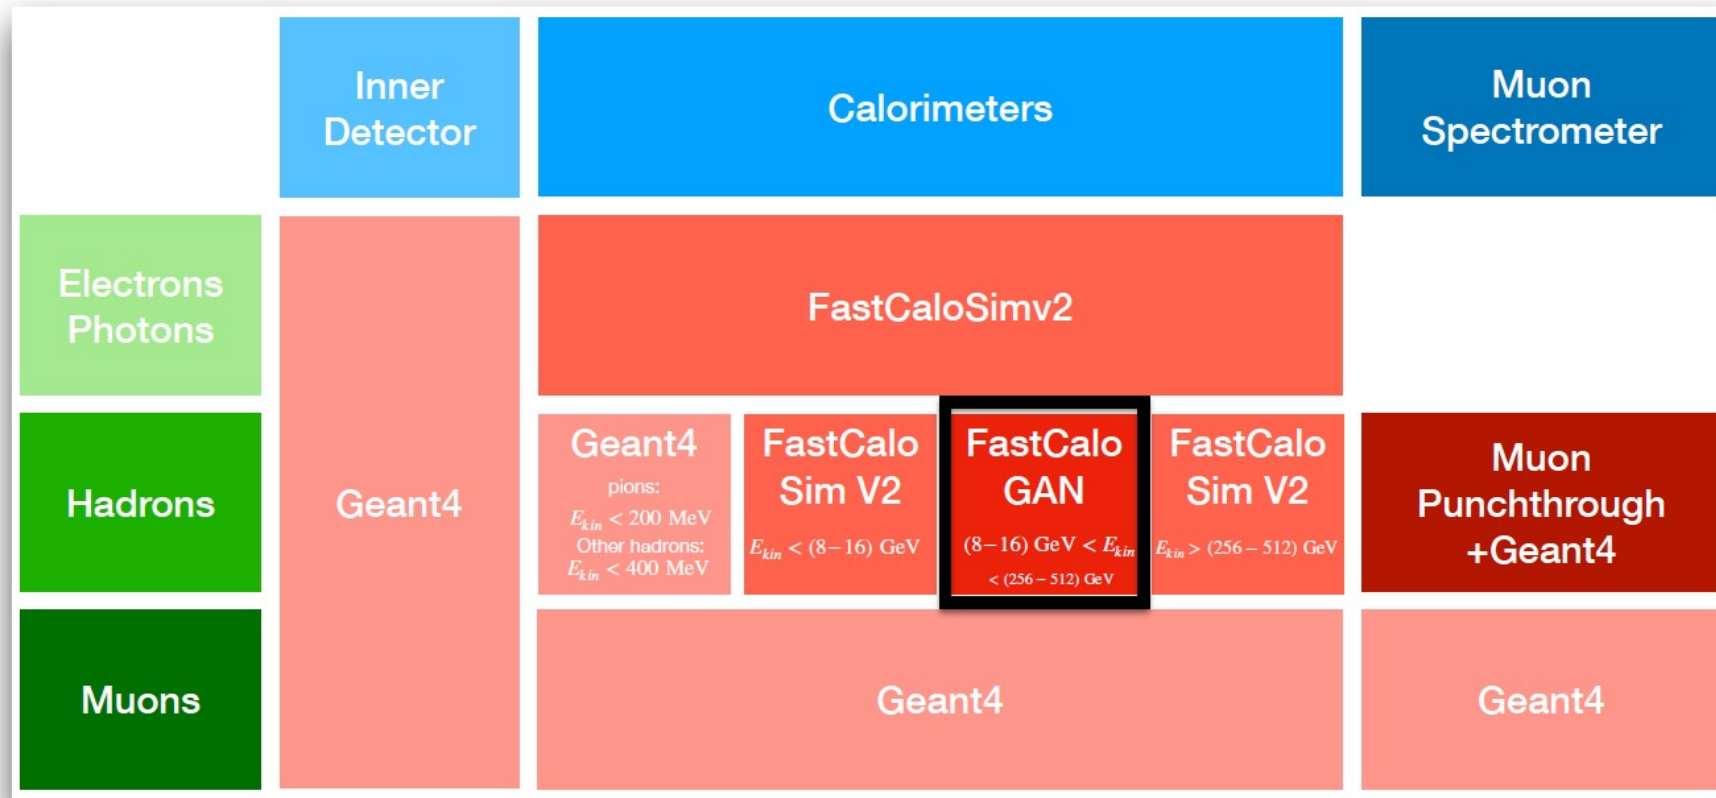 Inner
Detector
Calorimeters
Muon
Spectrometer
Electrons
Photons
Geant4
FastCaloSimv2
Hadrons
Geant4
pions:
E_kin < 200 MeV
Other hadrons:
E_kin < 400 MeV
FastCalo
Sim V2
E_kin < (8−16) GeV
FastCalo
GAN
(8−16) GeV < E_kin
< (256 − 512) GeV
FastCalo
Sim V2
E_kin > (256 − 512) GeV
Muon
Punchthrough
+Geant4
Muons
Geant4
Geant4